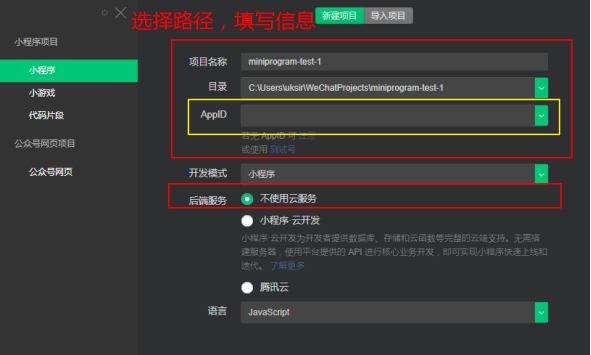 选择路径，填写信息
新建项目 导入项目
小程序项目
小程序
小游戏
代码片段
公众号网页项目
公众号网页
项目名称 miniprogram-test-1
目录 C:\Users\uksir\WeChatProjects\miniprogram-test-1
AppID
若无 AppID 可 注册
或使用 测试号
开发模式 小程序
后端服务 不使用云服务
小程序·云开发
小程序·云开发为开发者提供数据库、存储和云函数等完整的云端支持。无需搭
建服务器，使用平台提供的 API 进行核心业务开发，即可实现小程序快速上线和
迭代。 了解更多
腾讯云
语言 JavaScript